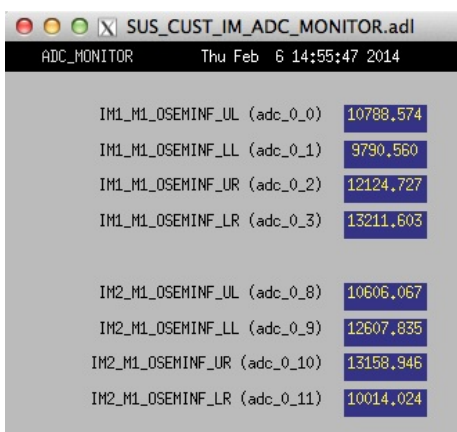 SUS_CUST_IM_ADC_MONITOR.adl
ADC_MONITOR Thu Feb 6 14:55:47 2014
IM1_M1_OSEMINF_UL (adc_0_0) 10788.574
IM1_M1_OSEMINF_LL (adc_0_1) 9790.560
IM1_M1_OSEMINF_UR (adc_0_2) 12124.727
IM1_M1_OSEMINF_LR (adc_0_3) 13211.603
IM2_M1_OSEMINF_UL (adc_0_8) 10606.067
IM2_M1_OSEMINF_LL (adc_0_9) 12607.835
IM2_M1_OSEMINF_UR (adc_0_10) 13158.946
IM2_M1_OSEMINF_LR (adc_0_11) 10014.024